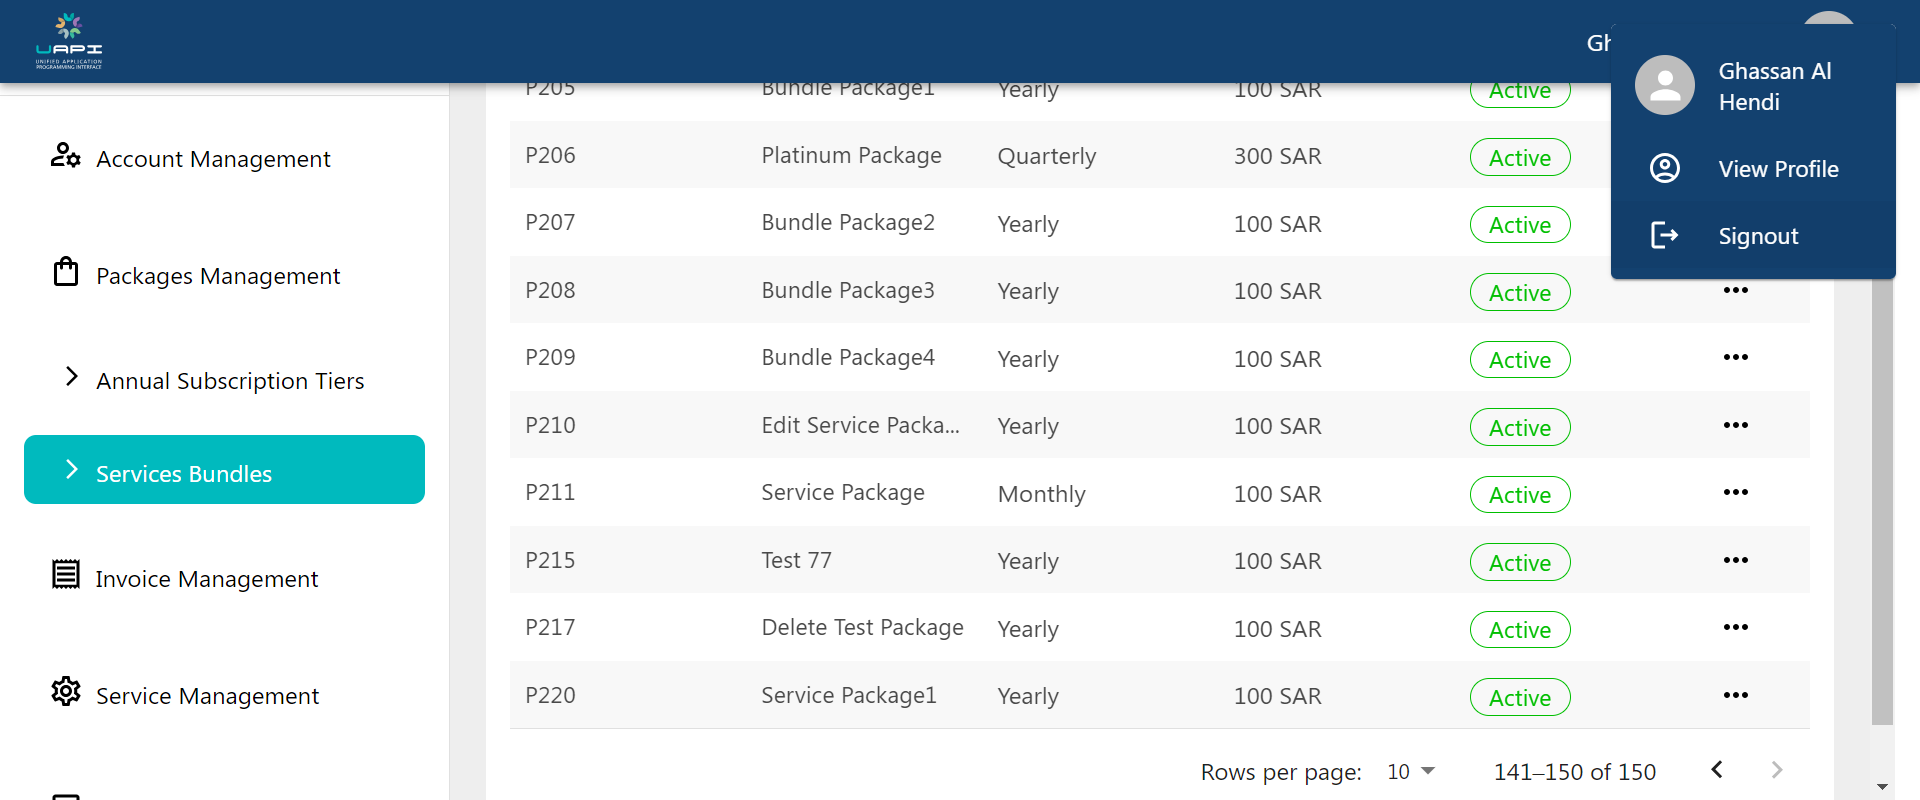 UAPI
UNIFIED APPLICATION
PROGRAMMING INTERFACE
Gh
Ghassan Al
Hendi
View Profile
Signout
Account Management
Packages Management
Annual Subscription Tiers
Services Bundles
Invoice Management
Service Management
P205 Bundle Package1 Yearly 100 SAR Active
P206 Platinum Package Quarterly 300 SAR Active
P207 Bundle Package2 Yearly 100 SAR Active
P208 Bundle Package3 Yearly 100 SAR Active
P209 Bundle Package4 Yearly 100 SAR Active
P210 Edit Service Packa... Yearly 100 SAR Active
P211 Service Package Monthly 100 SAR Active
P215 Test 77 Yearly 100 SAR Active
P217 Delete Test Package Yearly 100 SAR Active
P220 Service Package1 Yearly 100 SAR Active
Rows per page: 10 141–150 of 150